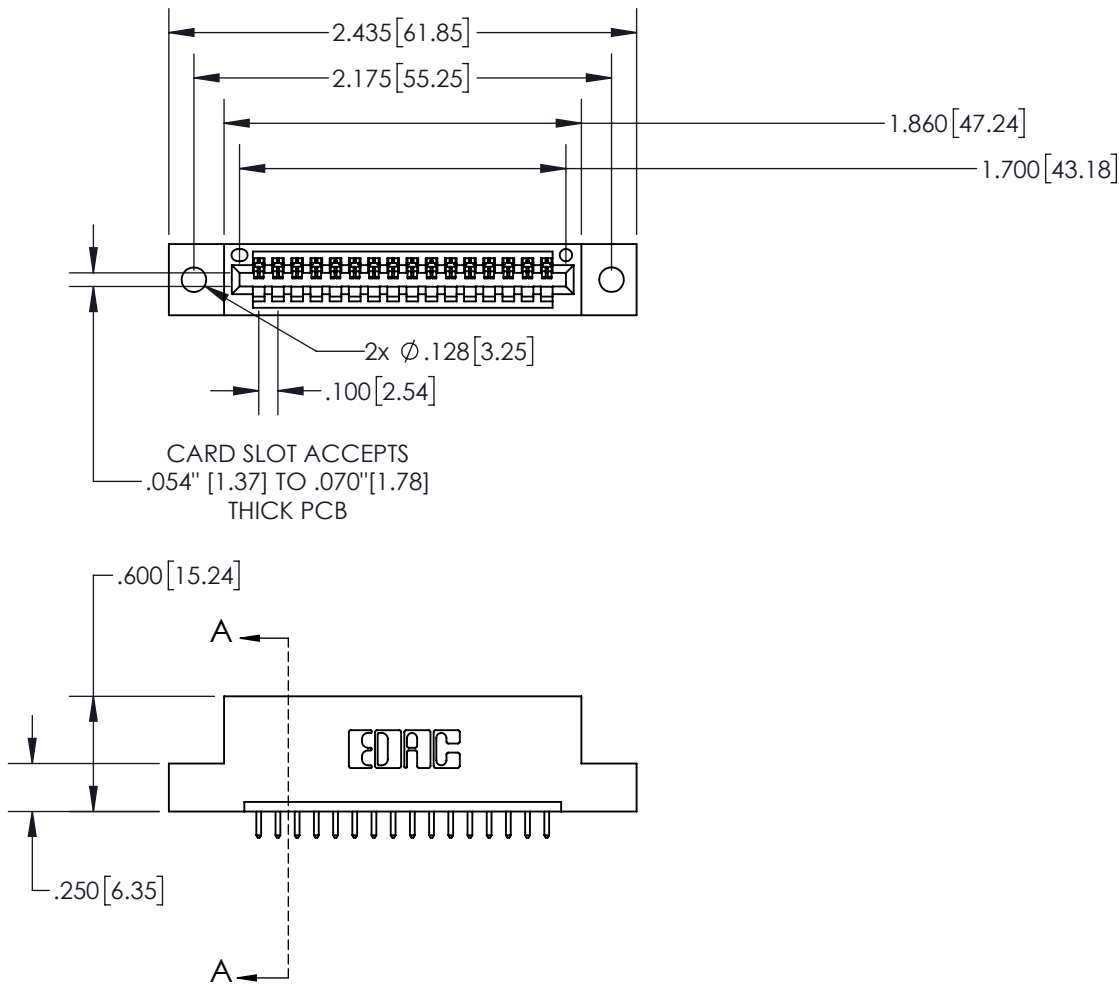 2.435[61.85]
2.175[55.25]
1.860[47.24]
1.700[43.18]
2x ∅.128[3.25]
.100[2.54]
CARD SLOT ACCEPTS
.054" [1.37] TO .070"[1.78]
THICK PCB
.600[15.24]
A
EDAC
.250[6.35]
A